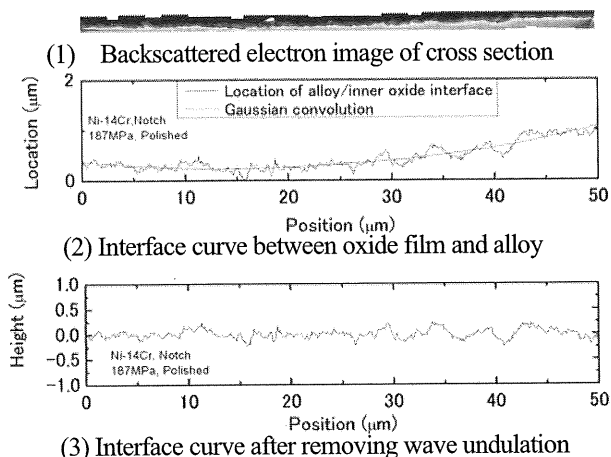 (1) Backscattered electron image of cross section
2
Location of alloy/inner oxide interface
Gaussian convolution
Ni-14Cr,Notch
187MPa, Polished
Location (μm)
0
0 10 20 30 40 50
Position (μm)
(2) Interface curve between oxide film and alloy
1.0
0.5
0.0
-0.5
-1.0
Height (μm)
Ni-14Cr, Notch
187MPa, Polished
0 10 20 30 40 50
Position (μm)
(3) Interface curve after removing wave undulation